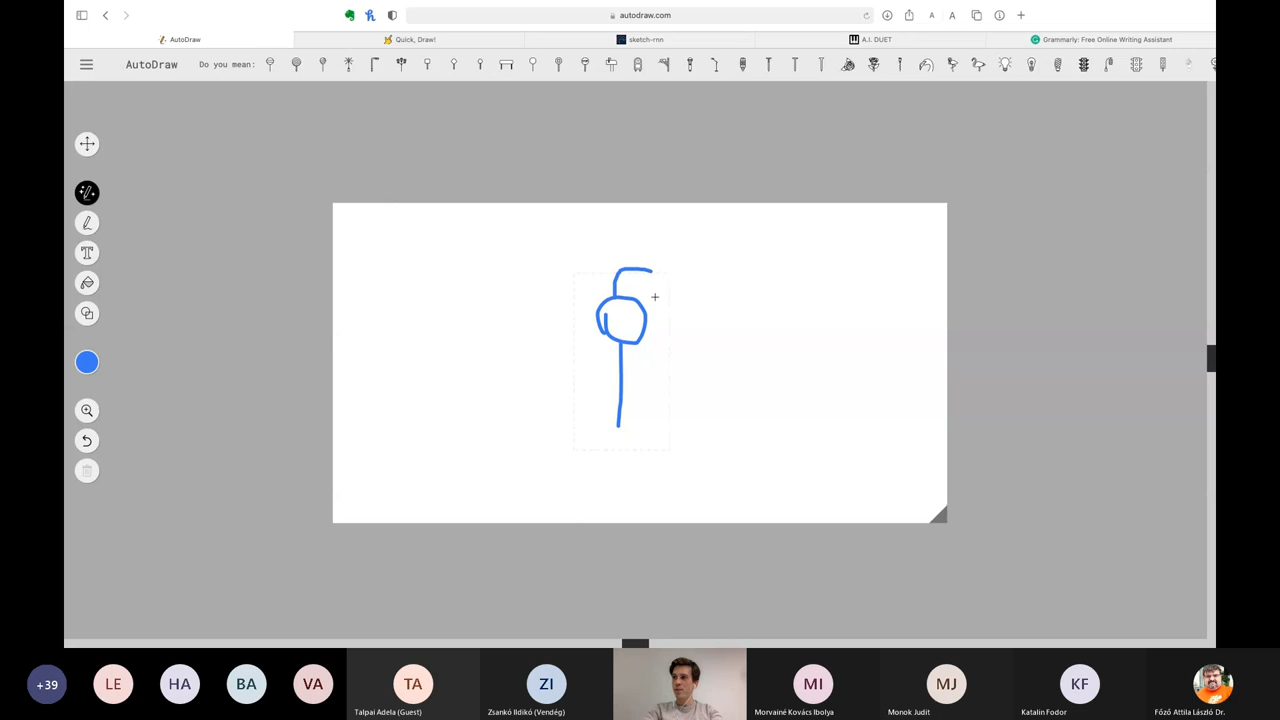 autodraw.com
A A
AutoDraw
Quick, Draw!
sketch-rnn
A.I. DUET
Grammarly: Free Online Writing Assistant
AutoDraw
Do you mean:
T
+39
LE
HA
BA
VA
TA
Talpai Adela (Guest)
ZI
Zsankó Ildikó (Vendég)
MI
Morvainé Kovács Ibolya
MJ
Monok Judit
KF
Katalin Fodor
Főző Attila László Dr.